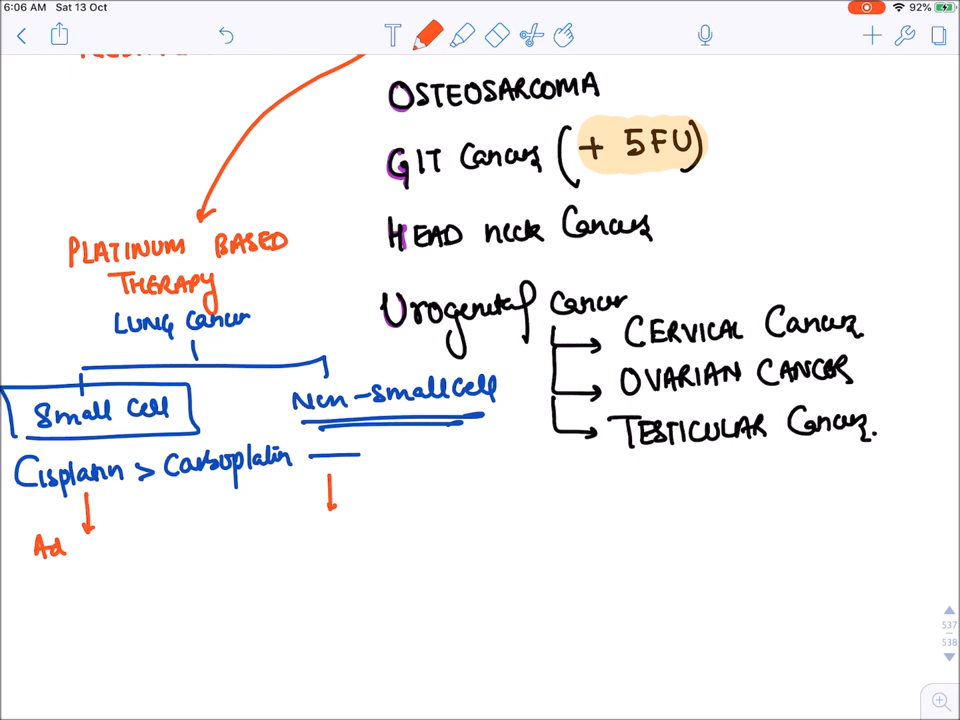 6:06 AM Sat 13 Oct
92%
T
OSTEOSARCOMA
GIT Cancer (+ 5FU)
HEAD neck Cancer
PLATINUM BASED
THERAPY
Urogenital cancer
CERVICAL Cancer
OVARIAN CANCER
TESTICULAR Cancer.
LUNG Cancer
Small Cell
Non-small cell
Cisplatin > Carboplatin —
Ad
537
538